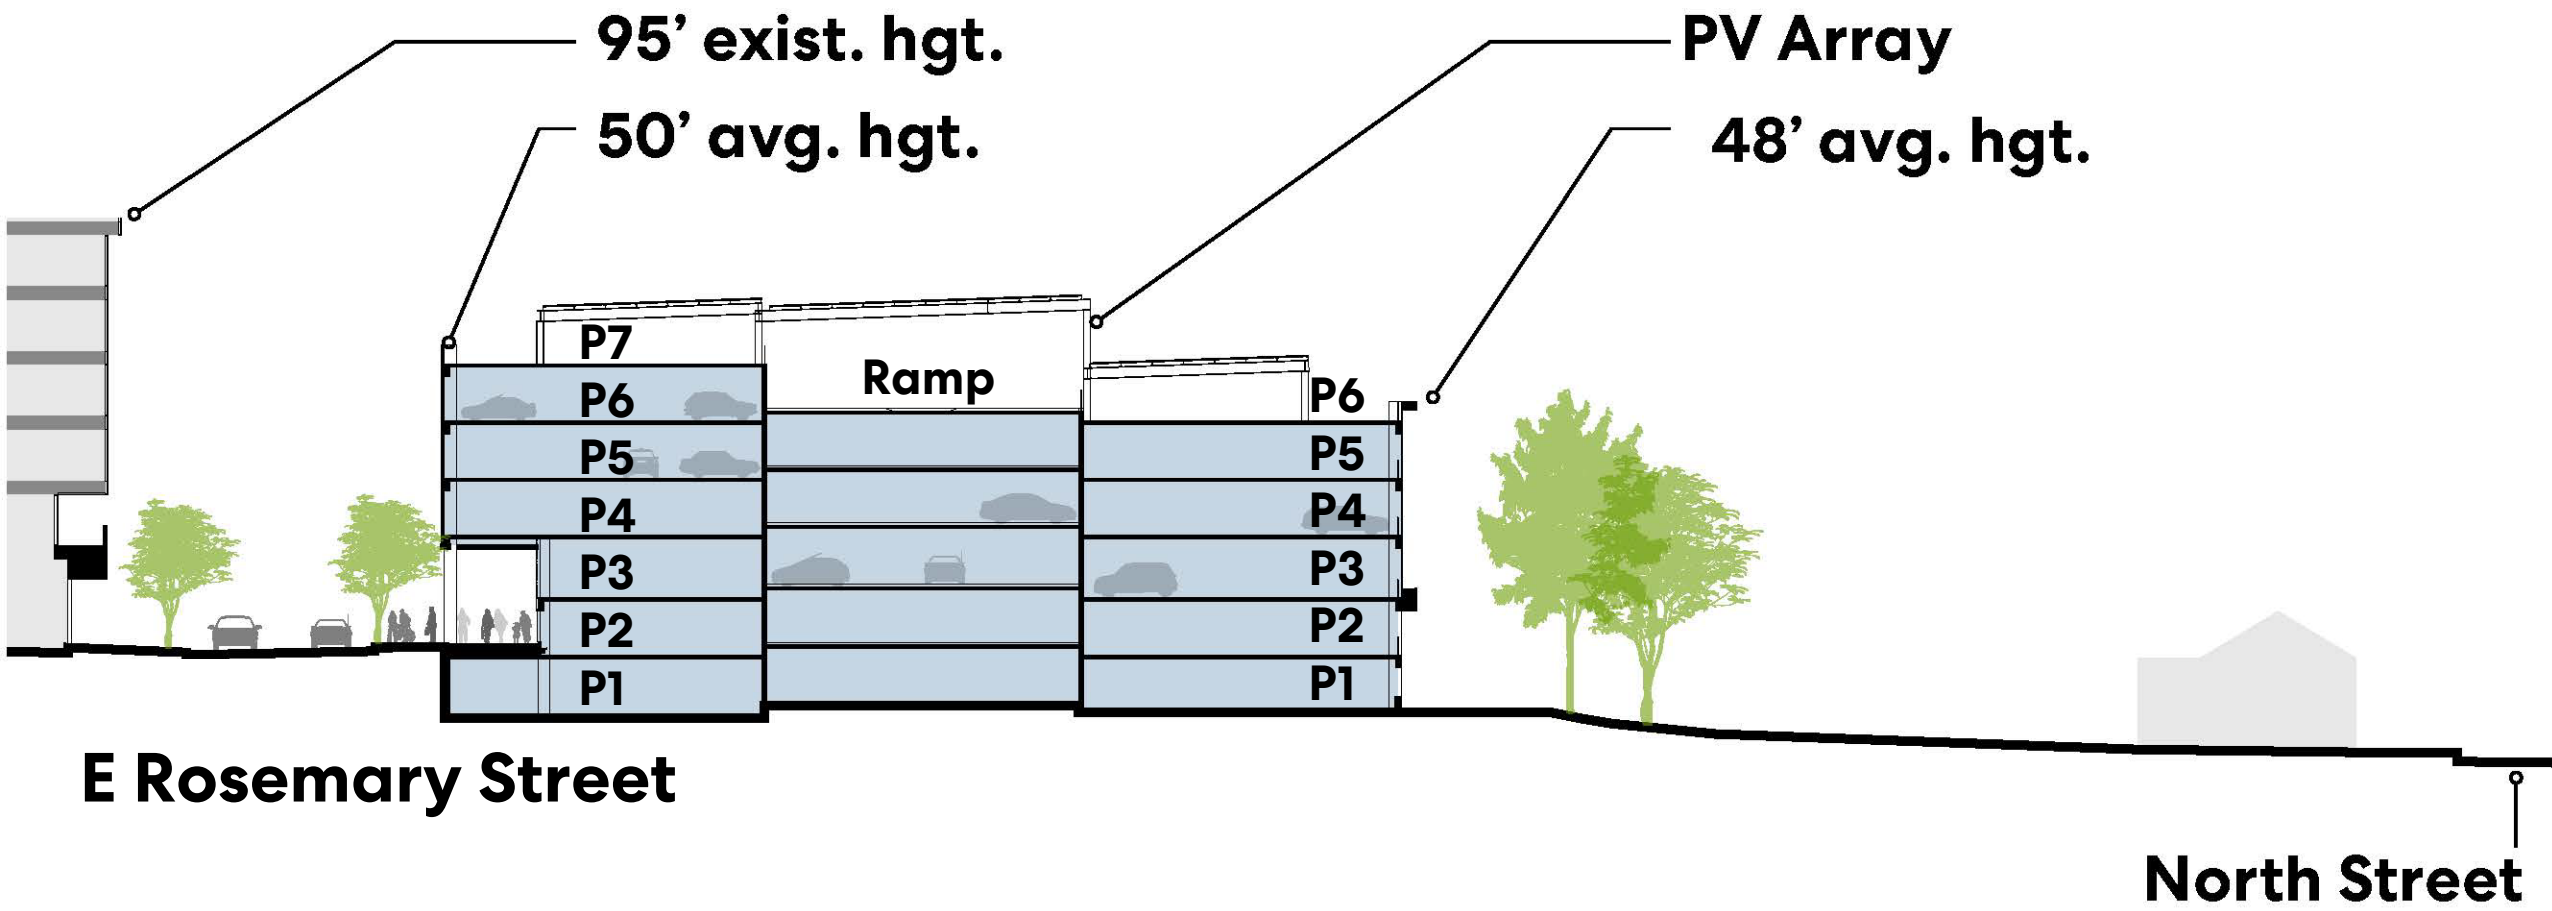 95’ exist. hgt.
PV Array
50’ avg. hgt.
48’ avg. hgt.
P7
Ramp
P6
P6
P5
P5
P4
P4
P3
P3
P2
P2
P1
P1
E Rosemary Street
North Street